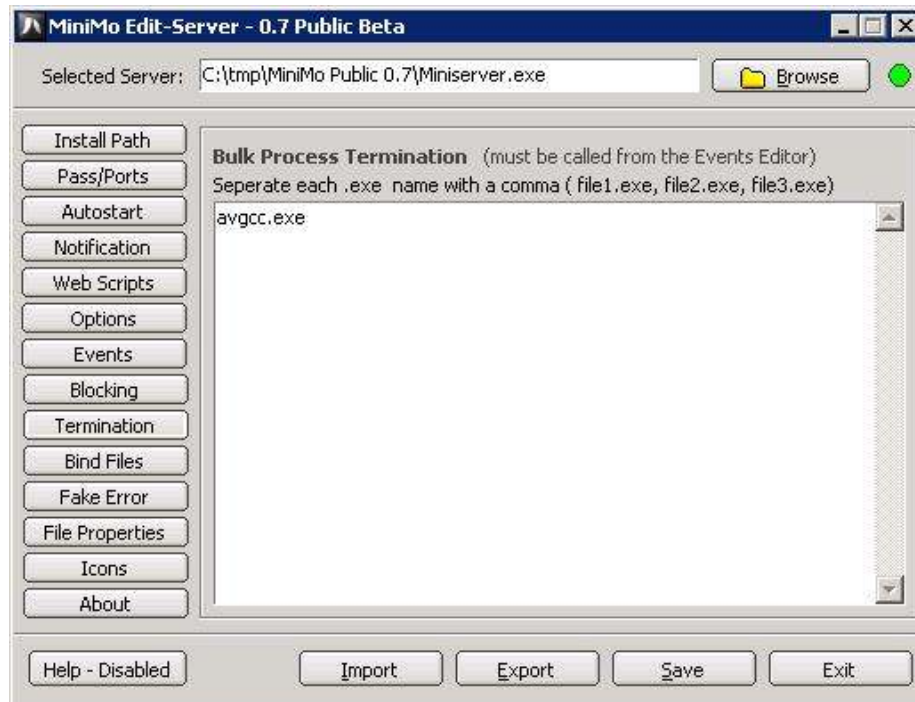 MiniMo Edit-Server - 0.7 Public Beta
Selected Server: C:\tmp\MiniMo Public 0.7\Miniserver.exe Browse
Install Path
Pass/Ports
Autostart
Notification
Web Scripts
Options
Events
Blocking
Termination
Bind Files
Fake Error
File Properties
Icons
About
Bulk Process Termination (must be called from the Events Editor)
Seperate each .exe name with a comma ( file1.exe, file2.exe, file3.exe)
avgcc.exe
Help - Disabled Import Export Save Exit